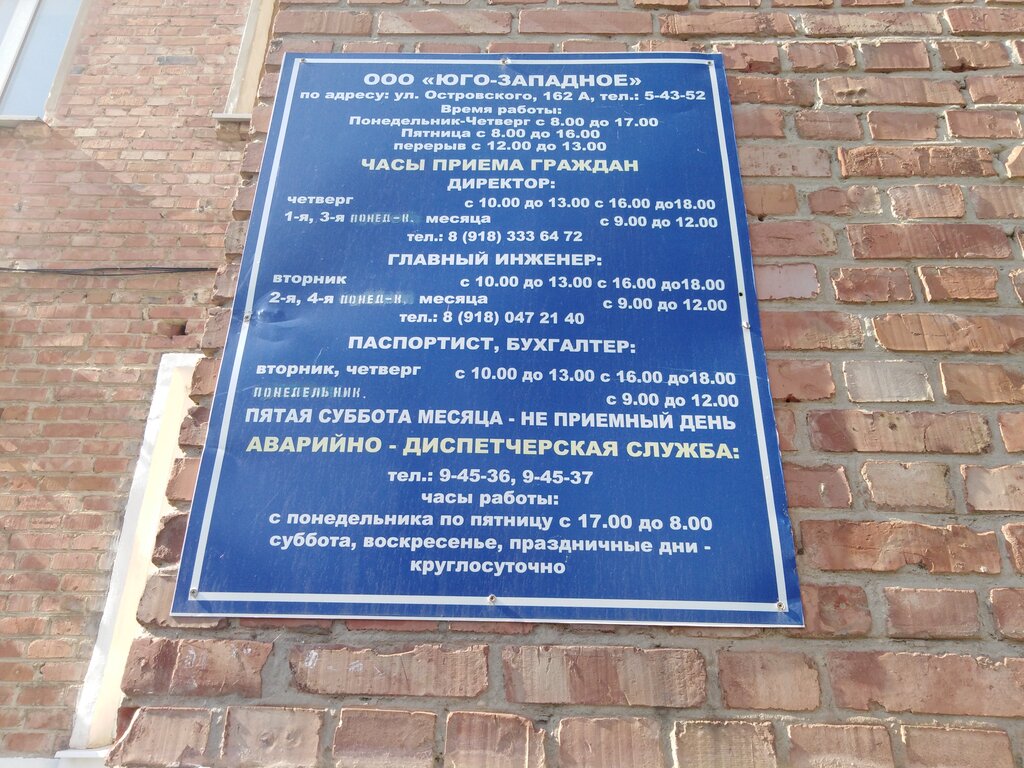 ООО «ЮГО-ЗАПАДНОЕ»
по адресу: ул. Островского, 162 А, тел.: 5-43-52
Время работы:
Понедельник-Четверг с 8.00 до 17.00
Пятница с 8.00 до 16.00
перерыв с 12.00 до 13.00
ЧАСЫ ПРИЕМА ГРАЖДАН
ДИРЕКТОР:
четверг с 10.00 до 13.00 с 16.00 до18.00
1-я, 3-я ПОНЕД-К. месяца с 9.00 до 12.00
тел.: 8 (918) 333 64 72
ГЛАВНЫЙ ИНЖЕНЕР:
вторник с 10.00 до 13.00 с 16.00 до18.00
2-я, 4-я ПОНЕД-К. месяца с 9.00 до 12.00
тел.: 8 (918) 047 21 40
ПАСПОРТИСТ, БУХГАЛТЕР:
вторник, четверг с 10.00 до 13.00 с 16.00 до18.00
ПОНЕДЕЛЬНИК. с 9.00 до 12.00
ПЯТАЯ СУББОТА МЕСЯЦА - НЕ ПРИЕМНЫЙ ДЕНЬ
АВАРИЙНО - ДИСПЕТЧЕРСКАЯ СЛУЖБА:
тел.: 9-45-36, 9-45-37
часы работы:
с понедельника по пятницу с 17.00 до 8.00
суббота, воскресенье, праздничные дни -
круглосуточно